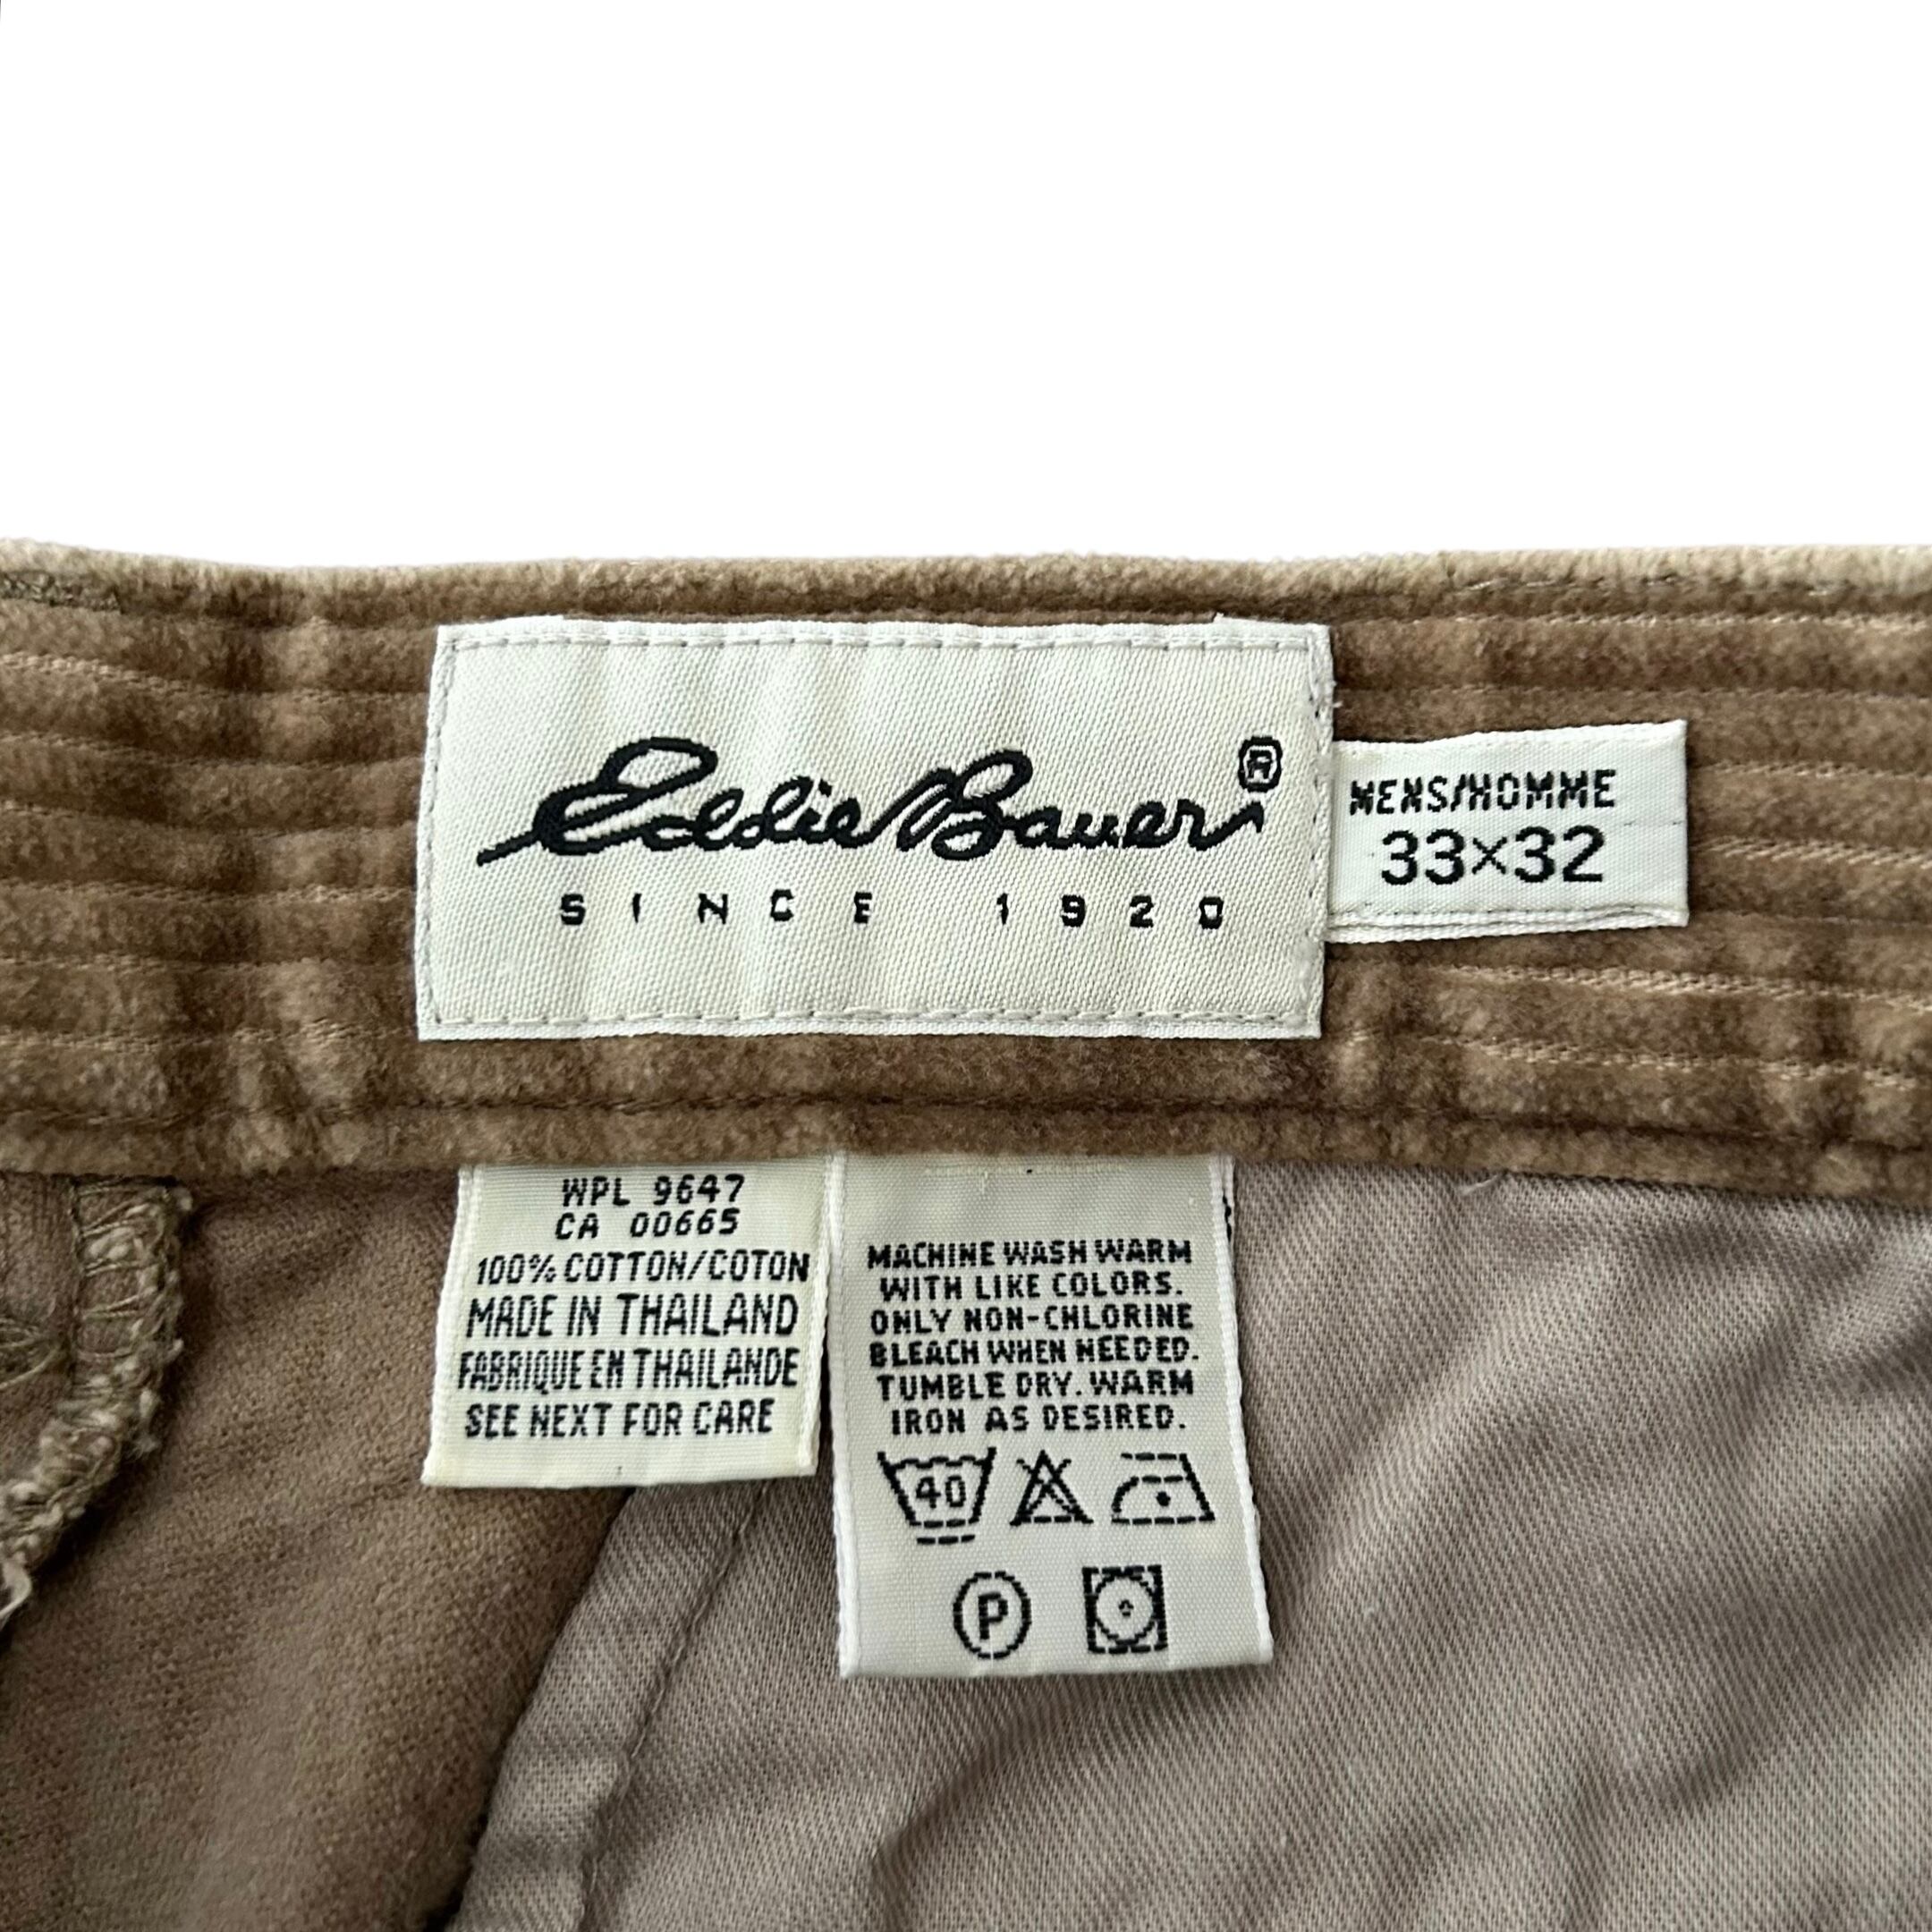 Eddie Bauer®
SINCE 1920
MENS/HOMME
33×32
WPL 9647
CA 00665
100% COTTON/COTON
MADE IN THAILAND
FABRIQUE EN THAILANDE
SEE NEXT FOR CARE
MACHINE WASH WARM
WITH LIKE COLORS.
ONLY NON-CHLORINE
BLEACH WHEN NEEDED.
TUMBLE DRY. WARM
IRON AS DESIRED.
40
P